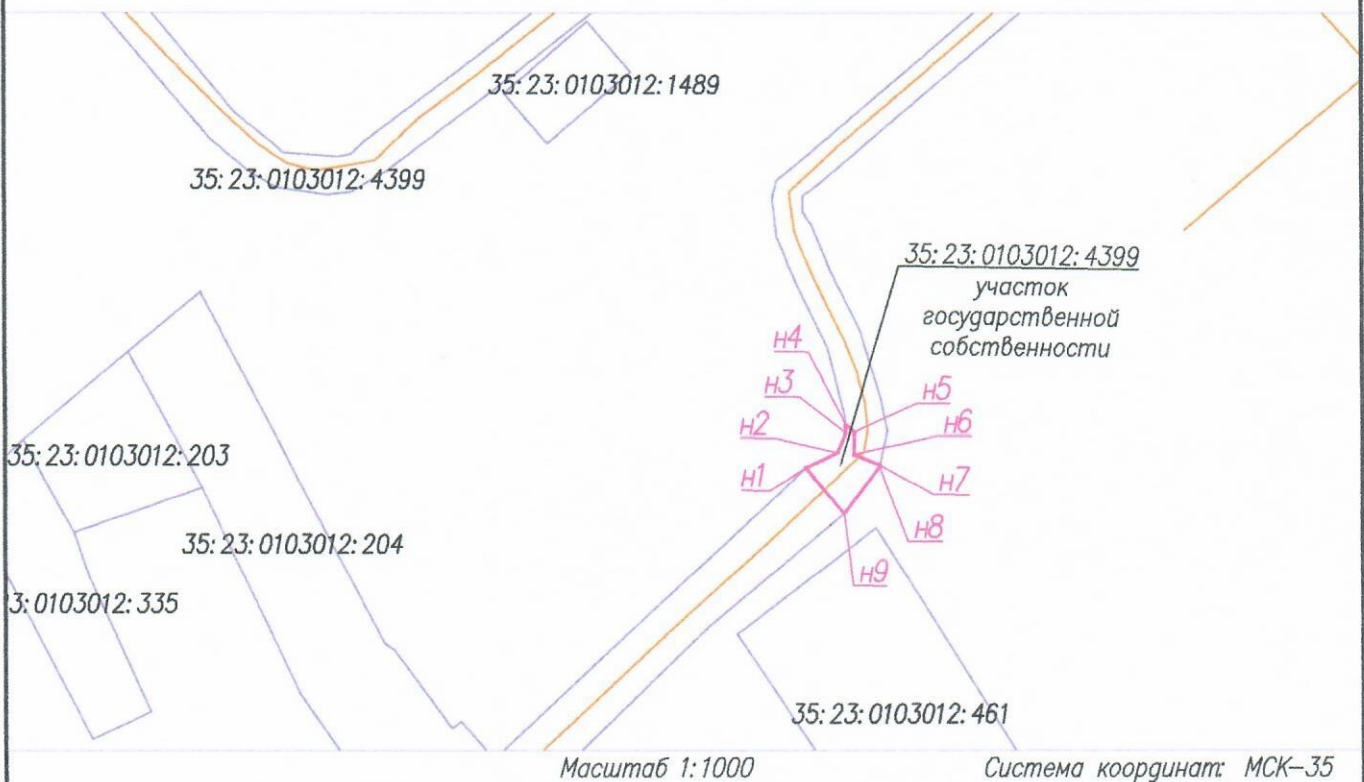 35:23:0103012:1489
35:23:0103012:4399
35:23:0103012:4399
участок
государственной
собственности
н4
н3
н5
н2
н6
35:23:0103012:203
н1
н7
н8
35:23:0103012:204
н9
3:0103012:335
35:23:0103012:461
Масштаб 1:1000
Система координат: МСК-35